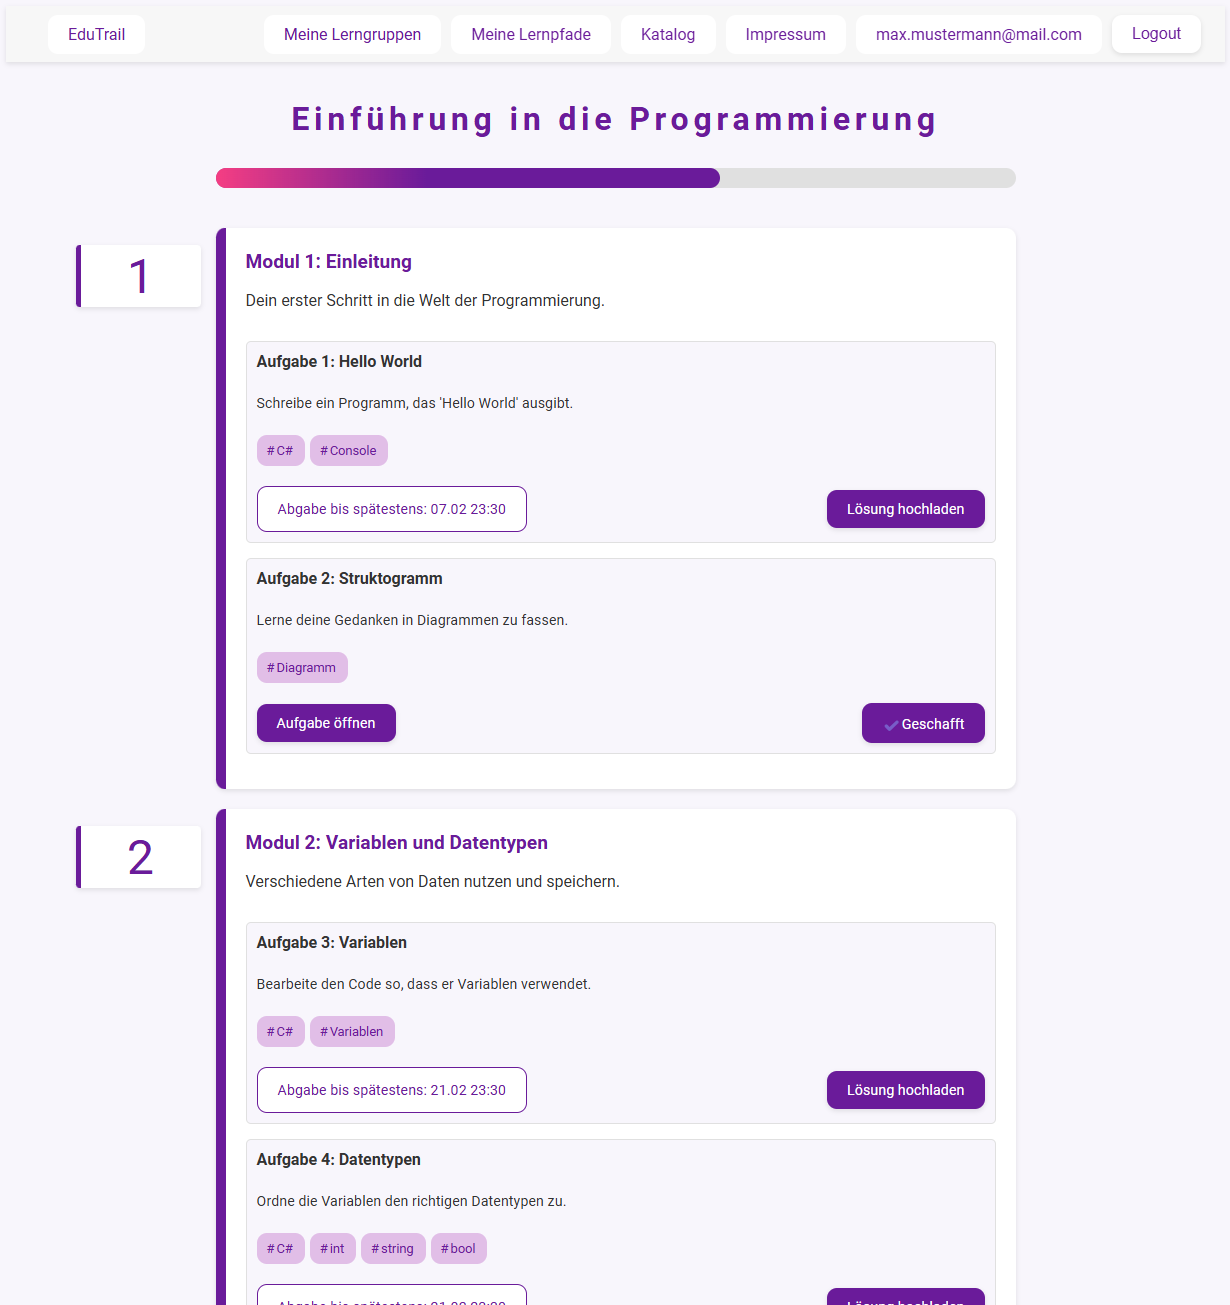 EduTrail Meine Lerngruppen Meine Lernpfade Katalog Impressum max.mustermann@mail.com Logout
Einführung in die Programmierung
1
Modul 1: Einleitung
Dein erster Schritt in die Welt der Programmierung.
Aufgabe 1: Hello World
Schreibe ein Programm, das 'Hello World' ausgibt.
#C# #Console
Abgabe bis spätestens: 07.02 23:30 Lösung hochladen
Aufgabe 2: Struktogramm
Lerne deine Gedanken in Diagrammen zu fassen.
#Diagramm
Aufgabe öffnen Geschafft
2
Modul 2: Variablen und Datentypen
Verschiedene Arten von Daten nutzen und speichern.
Aufgabe 3: Variablen
Bearbeite den Code so, dass er Variablen verwendet.
#C# #Variablen
Abgabe bis spätestens: 21.02 23:30 Lösung hochladen
Aufgabe 4: Datentypen
Ordne die Variablen den richtigen Datentypen zu.
#C# #int #string #bool
Abgabe bis spätestens: Lösung hochladen